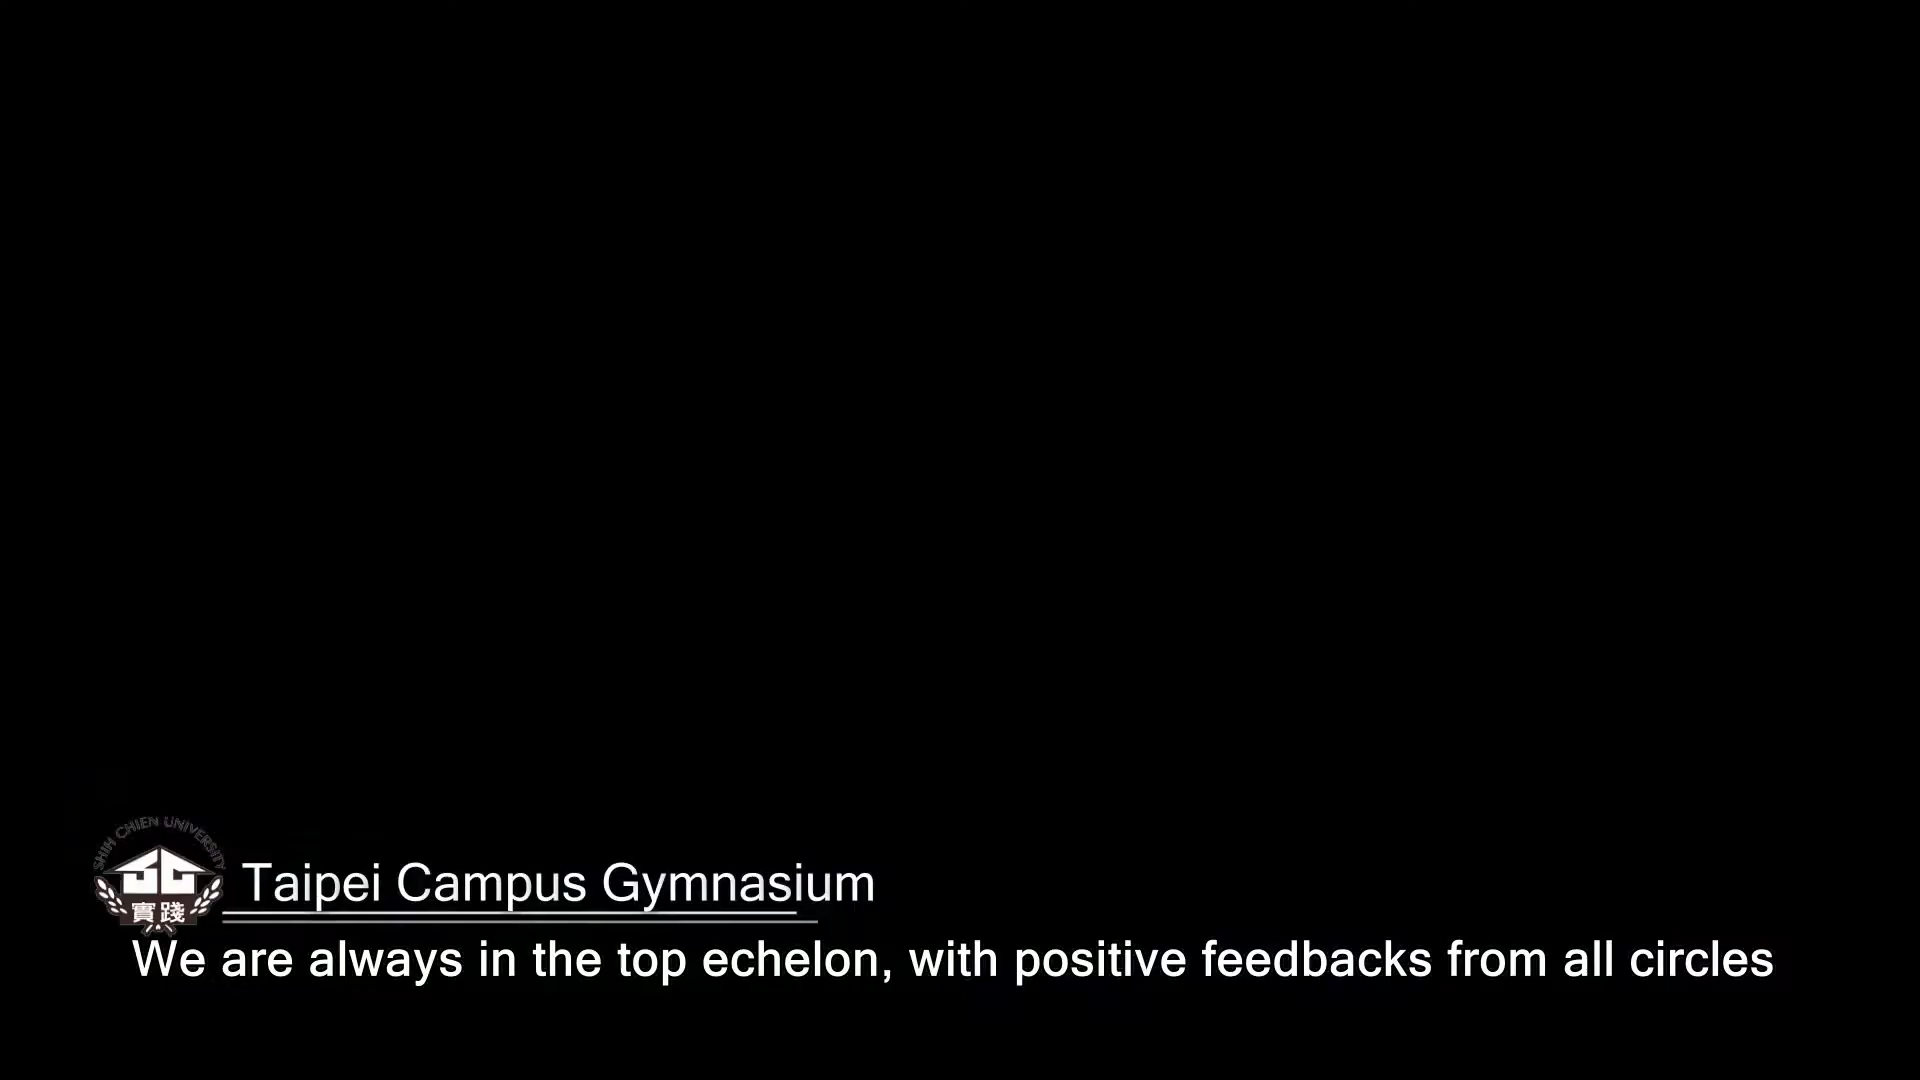 SHIH CHIEN UNIVERSITY
實踐
Taipei Campus Gymnasium
We are always in the top echelon, with positive feedbacks from all circles